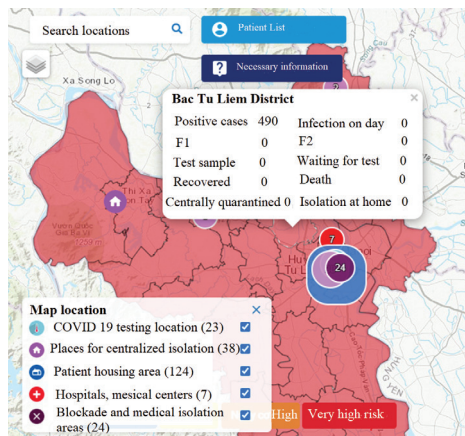 Search locations
Patient List
Necessary information
Xa Song Lo
Bac Tu Liem District
Positive cases 490 Infection on day 0
F1 0 F2 0
Test sample 0 Waiting for test 0
Recovered 0 Death 0
Centrally quarantined 0 Isolation at home 0
Thi Xa
7
24
Map location
COVID 19 testing location (23)
Places for centralized isolation (38)
Patient housing area (124)
Hospitals, mesical centers (7)
Blockade and medical isolation
areas (24)
High
Very high risk